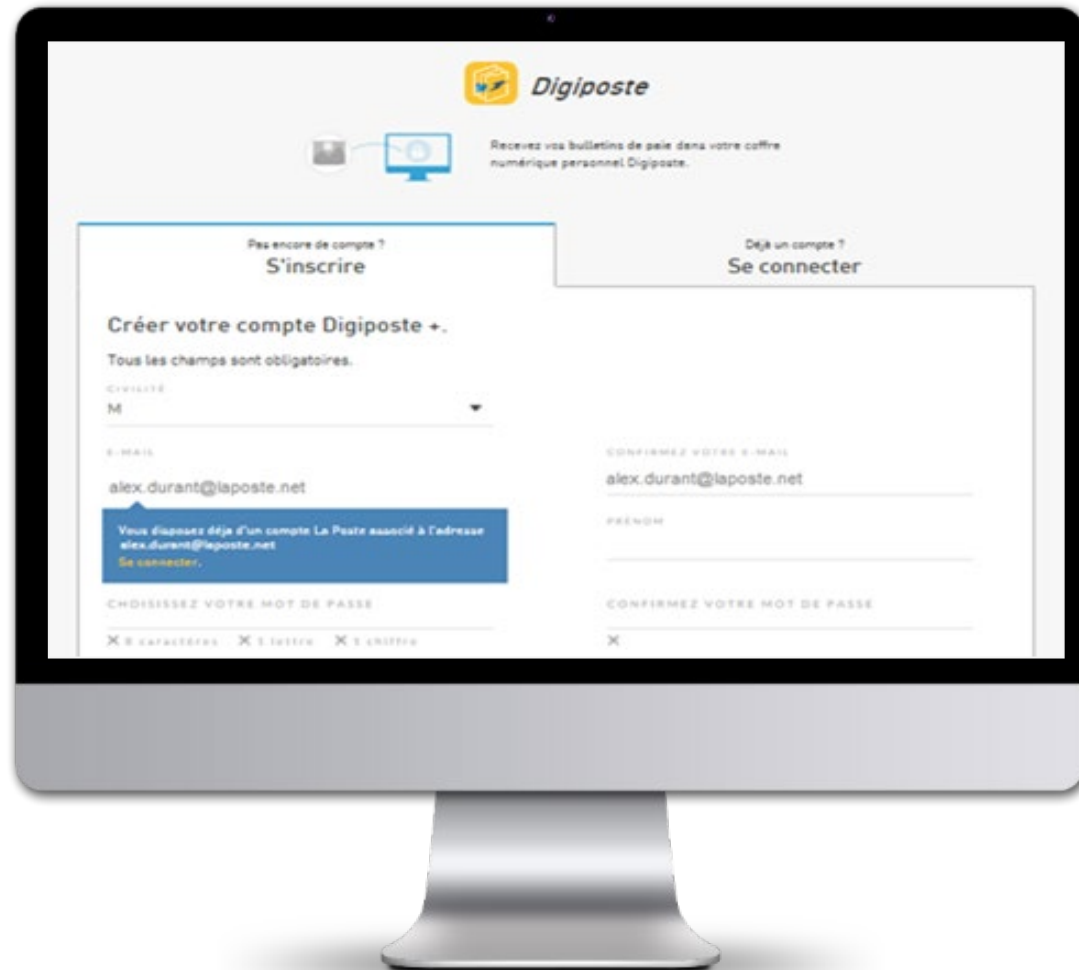 Digiposte
Recevez vos bulletins de paie dans votre coffre
numérique personnel Digiposte.
Pas encore de compte ?
S'inscrire
Déjà un compte ?
Se connecter
Créer votre compte Digiposte +.
Tous les champs sont obligatoires.
CIVILITÉ
M
E-MAIL
alex.durant@laposte.net
CONFIRMEZ VOTRE E-MAIL
alex.durant@laposte.net
Vous disposez déja d'un compte La Poste associé à l'adresse
alex.durant@laposte.net
Se connecter.
PRÉNOM
CHOISISSEZ VOTRE MOT DE PASSE
CONFIRMEZ VOTRE MOT DE PASSE
8 caractères 1 lettre 1 chiffre